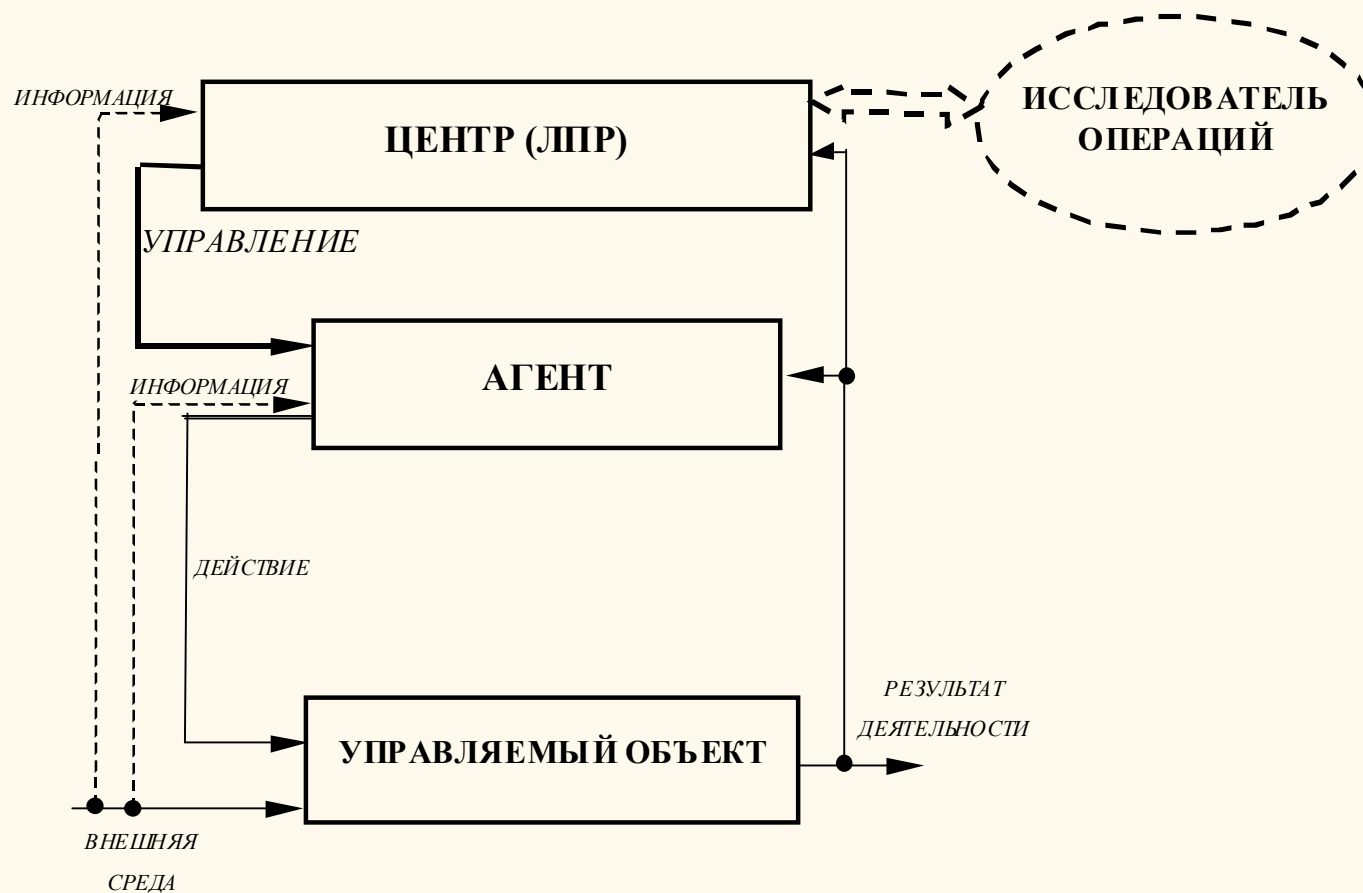 ИНФОРМАЦИЯ
ЦЕНТР (ЛПР)
ИССЛЕДОВАТЕЛЬ
ОПЕРАЦИЙ
УПРАВЛЕНИЕ
АГЕНТ
ИНФОРМАЦИЯ
ДЕЙСТВИЕ
РЕЗУЛЬТАТ
ДЕЯТЕЛЬНОСТИ
УПРАВЛЯЕМЫЙ ОБЪЕКТ
ВНЕШНЯЯ
СРЕДА